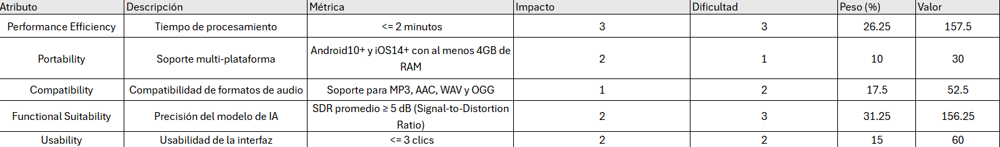 Atributo Descripción Métrica Impacto Dificultad Peso (%) Valor
Performance Efficiency Tiempo de procesamiento <= 2 minutos 3 3 26.25 157.5
Portability Soporte multi-plataforma Android10+ y iOS14+ con al menos 4GB de
RAM 2 1 10 30
Compatibility Compatibilidad de formatos de audio Soporte para MP3, AAC, WAV y OGG 1 2 17.5 52.5
Functional Suitability Precisión del modelo de IA SDR promedio ≥ 5 dB (Signal-to-Distortion
Ratio) 2 3 31.25 156.25
Usability Usabilidad de la interfaz <= 3 clics 2 2 15 60